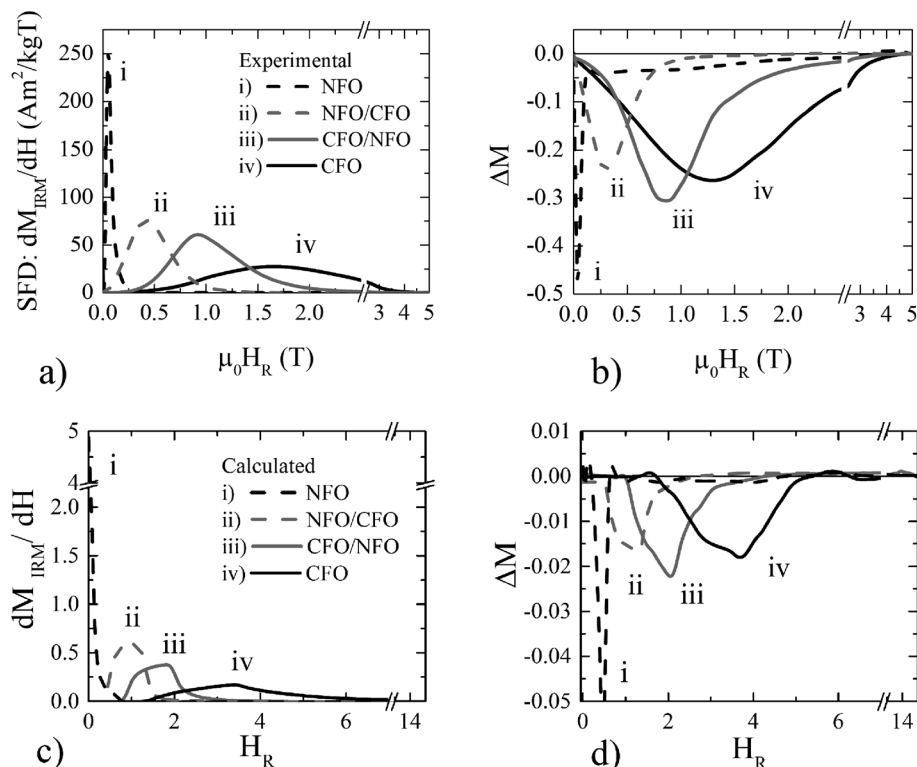 SFD: dM_IRM/dH (Am²/kgT)
250
200
150
100
50
0
Experimental
i) NFO
ii) NFO/CFO
iii) CFO/NFO
iv) CFO
i
ii
iii
iv
0.0 0.5 1.0 1.5 2.0 3 4 5
μ₀H_R (T)
a)
ΔM
0.0
-0.1
-0.2
-0.3
-0.4
-0.5
i
ii
iii
iv
0.0 0.5 1.0 1.5 2.0 3 4 5
μ₀H_R (T)
b)
dM_IRM/ dH
5
4
2.0
1.5
1.0
0.5
0.0
i
Calculated
i) NFO
ii) NFO/CFO
iii) CFO/NFO
iv) CFO
ii
iii
iv
0 2 4 6 14
H_R
c)
ΔM
0.01
0.00
-0.01
-0.02
-0.03
-0.04
-0.05
i
ii
iii
iv
0 2 4 6 14
H_R
d)